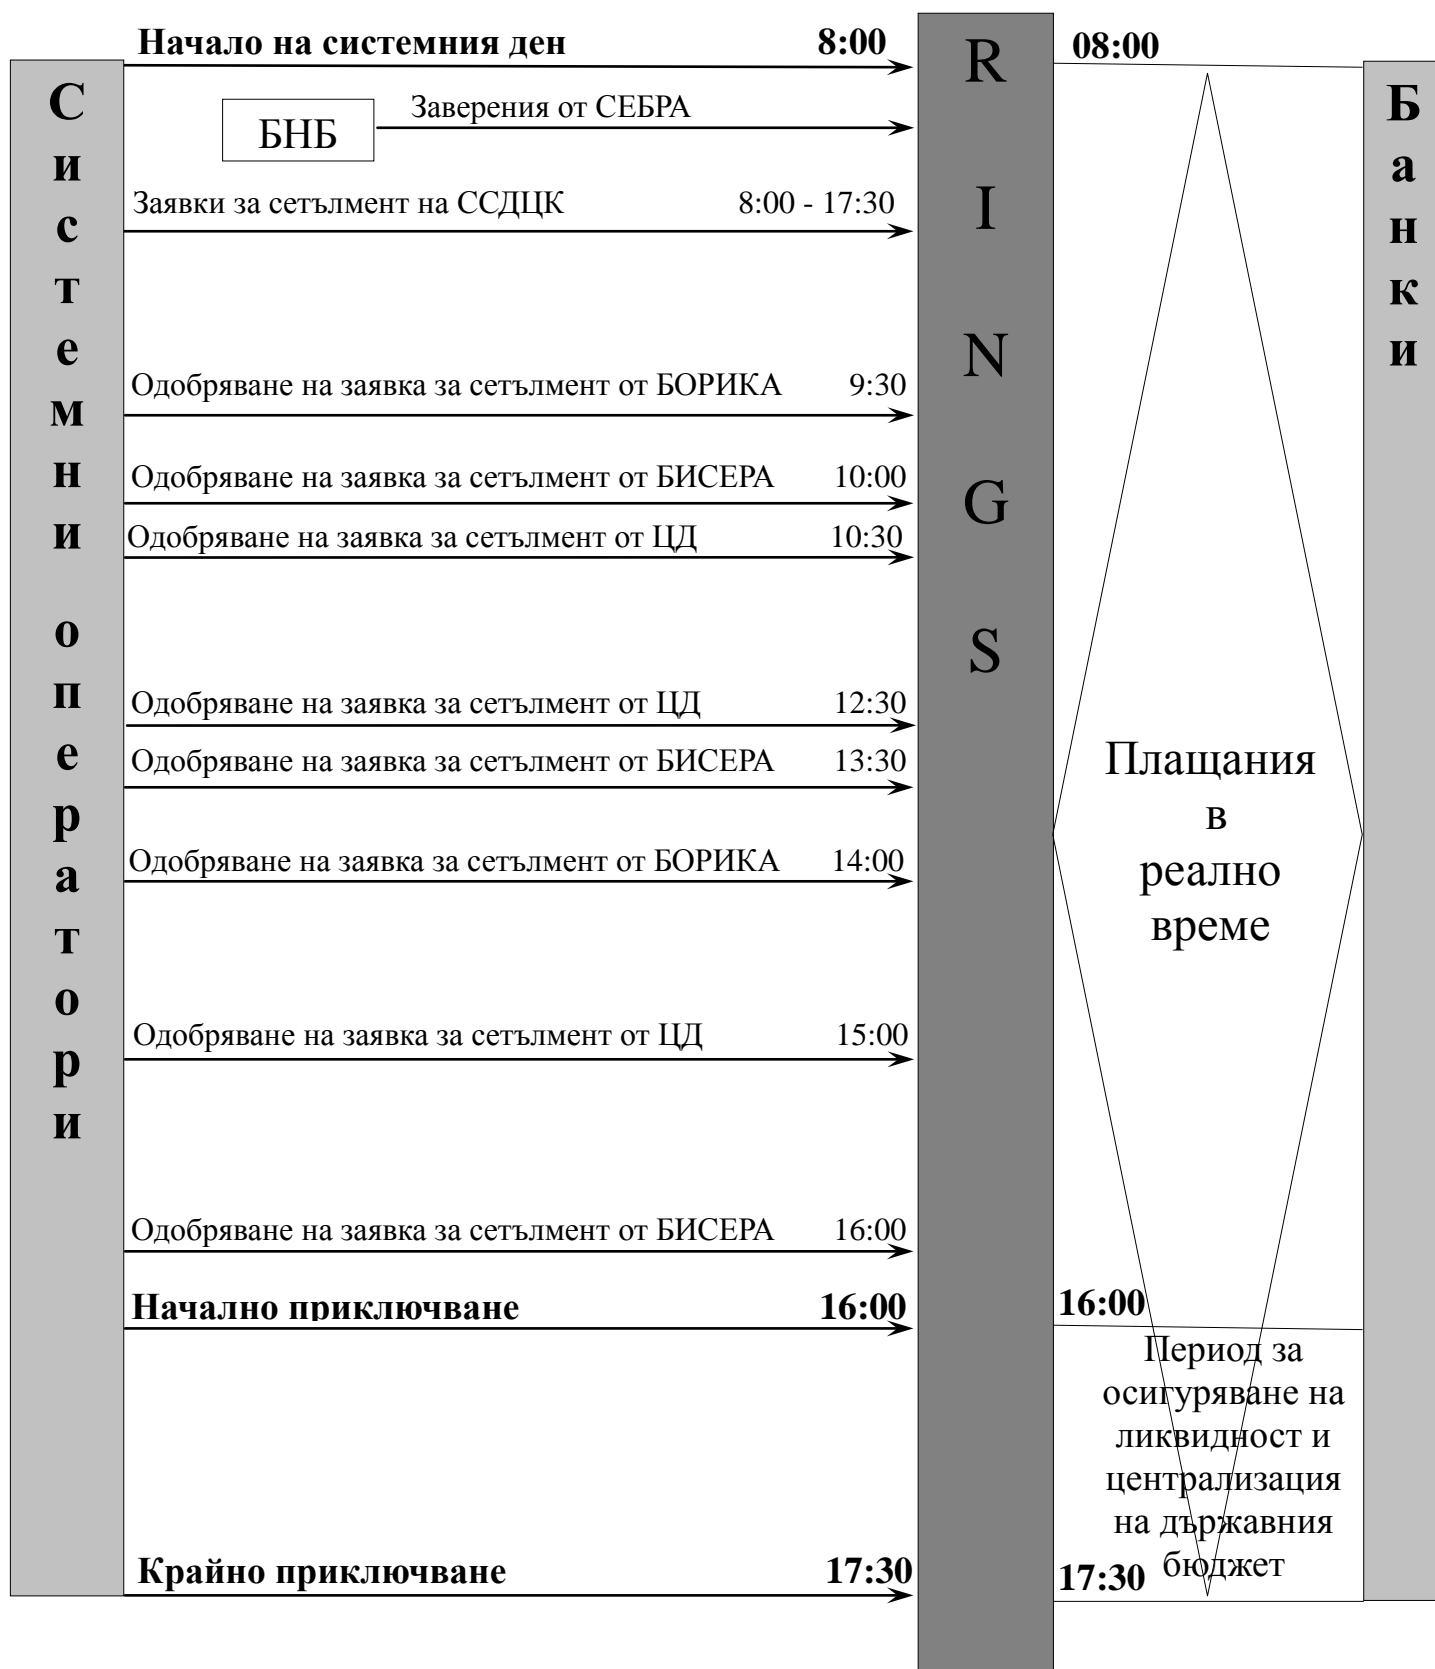 Системни оператори
Начало на системния ден 8:00
БНБ
Заверения от СЕБРА
Заявки за сетълмент на ССДЦК 8:00 - 17:30
Одобряване на заявка за сетълмент от БОРИКА 9:30
Одобряване на заявка за сетълмент от БИСЕРА 10:00
Одобряване на заявка за сетълмент от ЦД 10:30
Одобряване на заявка за сетълмент от ЦД 12:30
Одобряване на заявка за сетълмент от БИСЕРА 13:30
Одобряване на заявка за сетълмент от БОРИКА 14:00
Одобряване на заявка за сетълмент от ЦД 15:00
Одобряване на заявка за сетълмент от БИСЕРА 16:00
Начално приключване 16:00
Крайно приключване 17:30
RINGS
08:00
Плащания
в
реално
време
16:00
Период за
осигуряване на
ликвидност и
централизация
на държавния
бюджет
17:30
Банки